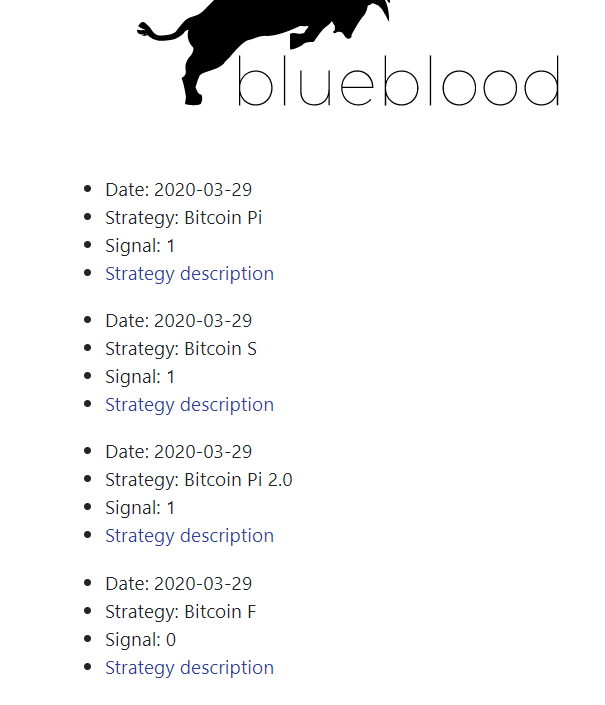 blueblood
Date: 2020-03-29
Strategy: Bitcoin Pi
Signal: 1
Strategy description
Date: 2020-03-29
Strategy: Bitcoin S
Signal: 1
Strategy description
Date: 2020-03-29
Strategy: Bitcoin Pi 2.0
Signal: 1
Strategy description
Date: 2020-03-29
Strategy: Bitcoin F
Signal: 0
Strategy description